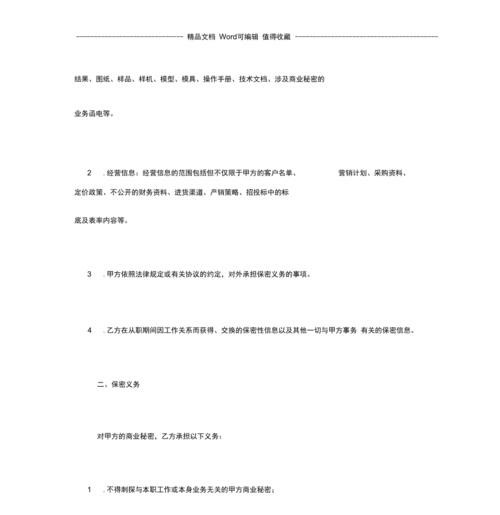 ---------------------------- 精品文档 Word可编辑 值得收藏 --------------------------------------
结果、图纸、样品、样机、模型、模具、操作手册、技术文档、涉及商业秘密的
业务函电等。
2 .经营信息：经营信息的范围包括但不仅限于甲方的客户名单、 营销计划、采购资料、
定价政策、不公开的财务资料、进货渠道、产销策略、招投标中的标
底及表率内容等。
3 .甲方依照法律规定或有关协议的约定，对外承担保密义务的事项。
4 .乙方在从职期间因工作关系而获得、交换的保密性信息以及其他一切与甲方事务 有关的保密信息。
二、保密义务
对甲方的商业秘密，乙方承担以下义务：
1 .不得刺探与本职工作或本身业务无关的甲方商业秘密；